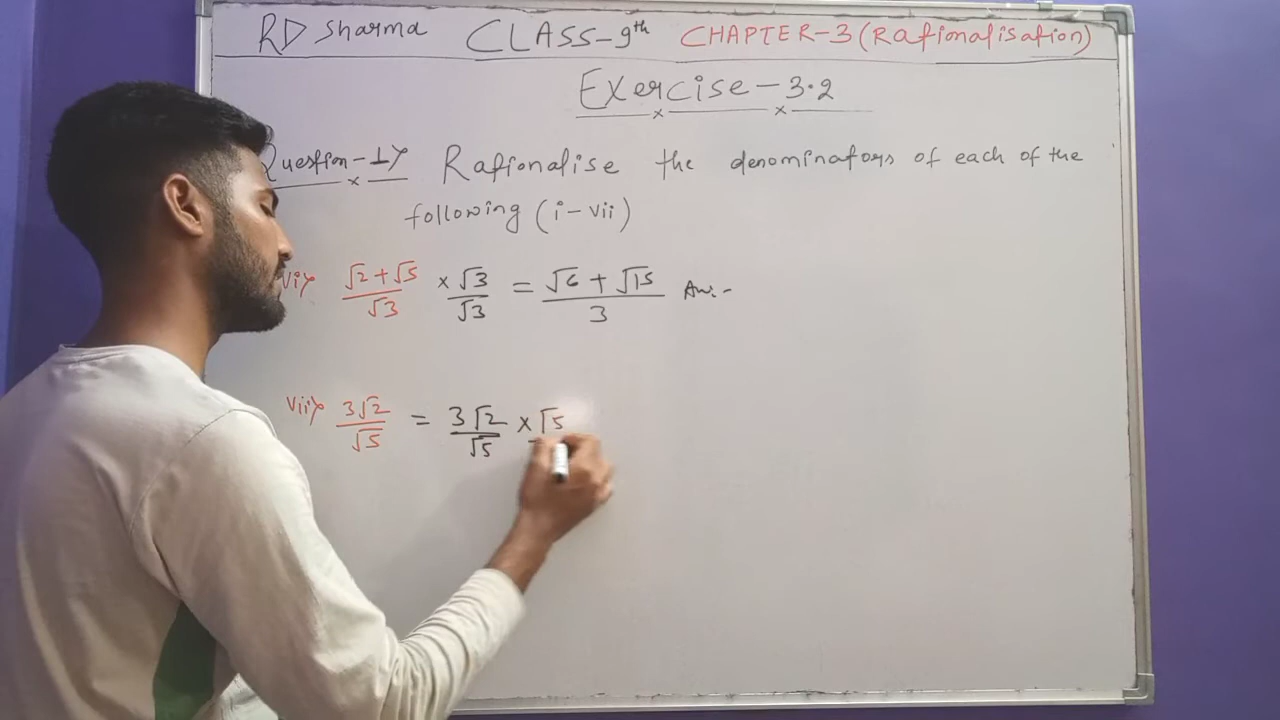 RD Sharma CLASS-9th CHAPTER-3 (Rationalisation)
Exercise-3.2
Question-1> Rationalise the denominators of each of the
following (i-vii)
vi> √2+√5/√3 × √3/√3 = √6+√15/3 Ans.-
vii> 3√2/√5 = 3√2/√5 × √5